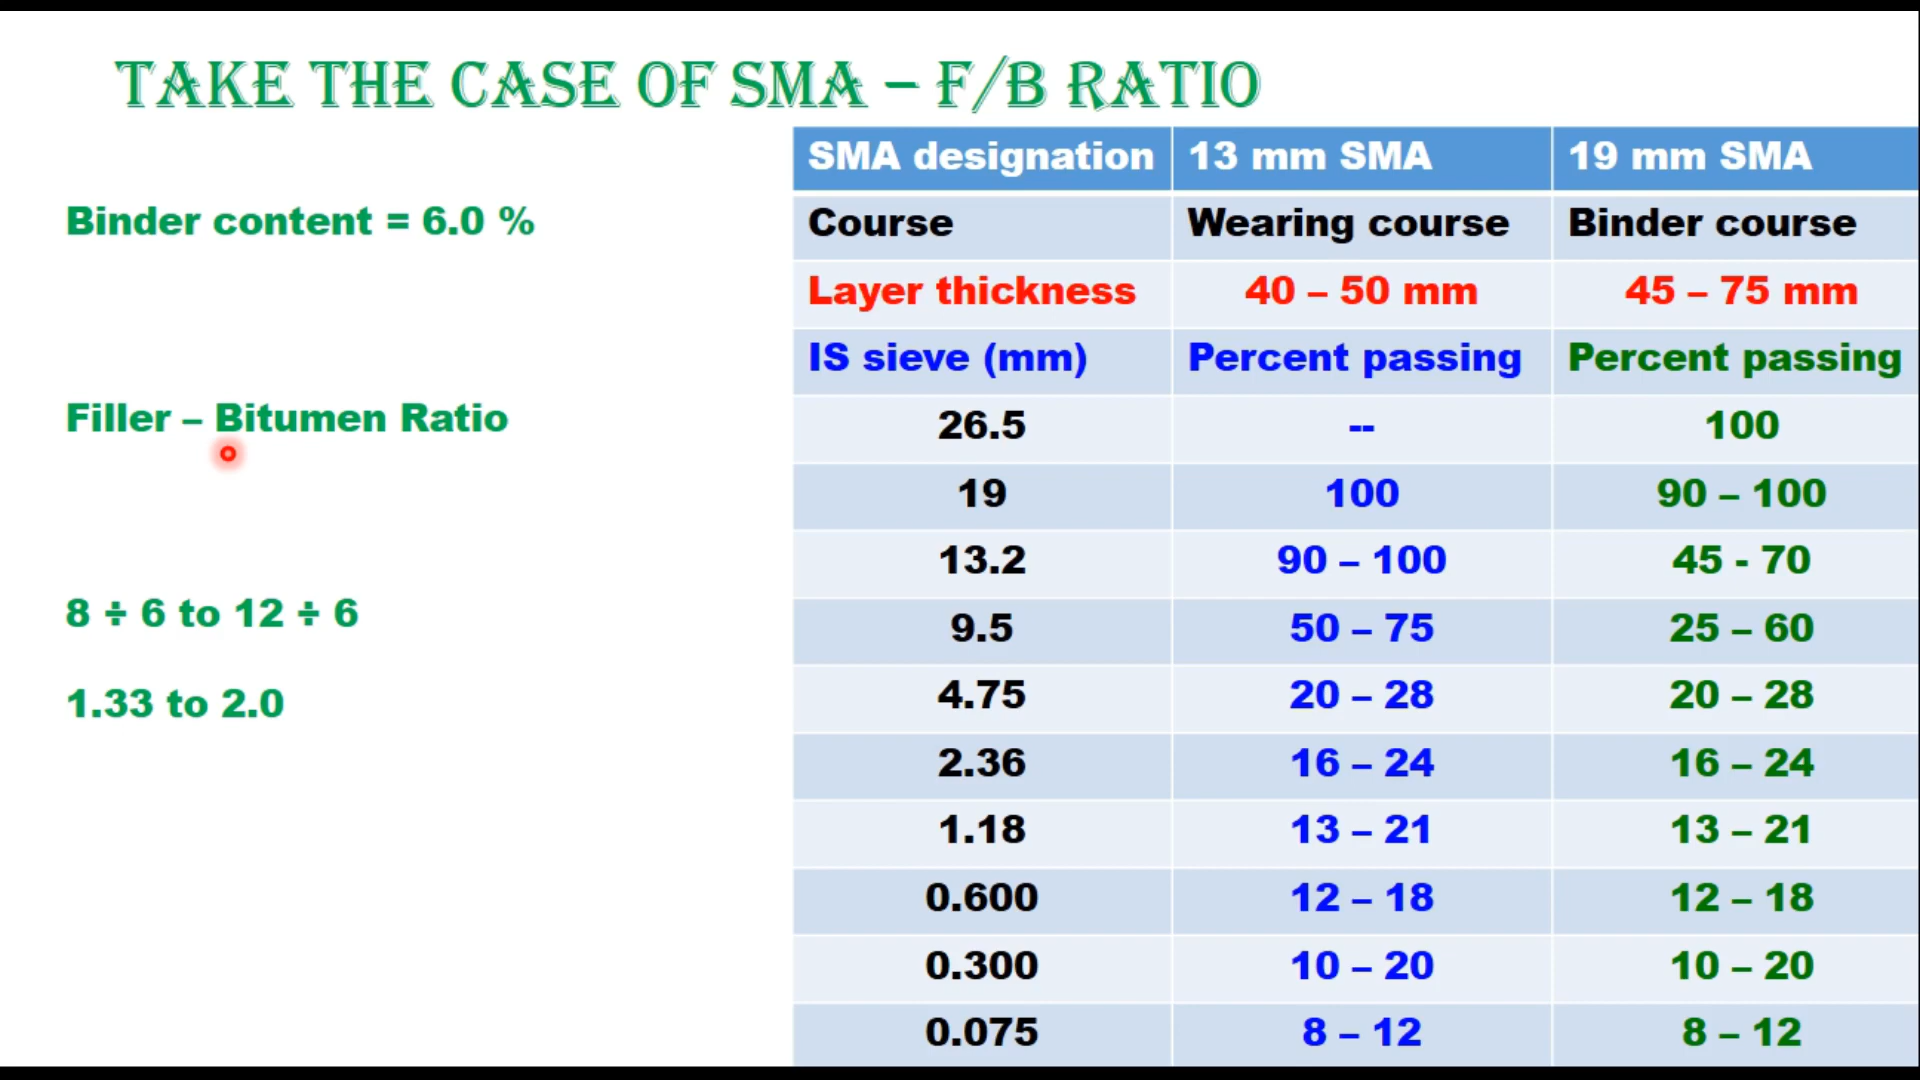 TAKE THE CASE OF SMA – F/B RATIO
Binder content = 6.0 %
Filler – Bitumen Ratio
8 ÷ 6 to 12 ÷ 6
1.33 to 2.0
SMA designation 13 mm SMA 19 mm SMA
Course Wearing course Binder course
Layer thickness 40 – 50 mm 45 – 75 mm
IS sieve (mm) Percent passing Percent passing
26.5 -- 100
19 100 90 – 100
13.2 90 – 100 45 - 70
9.5 50 – 75 25 – 60
4.75 20 – 28 20 – 28
2.36 16 – 24 16 – 24
1.18 13 – 21 13 – 21
0.600 12 – 18 12 – 18
0.300 10 – 20 10 – 20
0.075 8 – 12 8 – 12